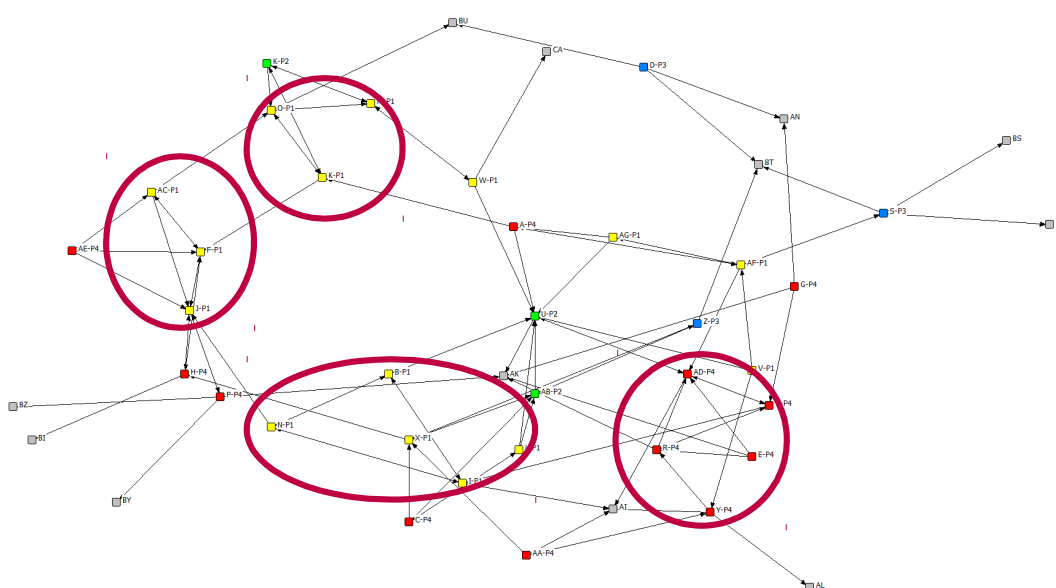 BU
CA
K-P2
D-P3
O-P1
AN
BS
BT
K-P1
W-P1
AC-P1
S-P3
A-P4
AG-P1
AE-P4
F-P1
AF-P1
G-P4
J-P1
U-P2
Z-P3
H-P4
B-P1
AK
AD-P4
V-P1
P-P4
AB-P2
BZ
N-P1
BI
X-P1
R-P4
E-P4
I-P1
BY
AI
Y-P4
C-P4
AA-P4
AL